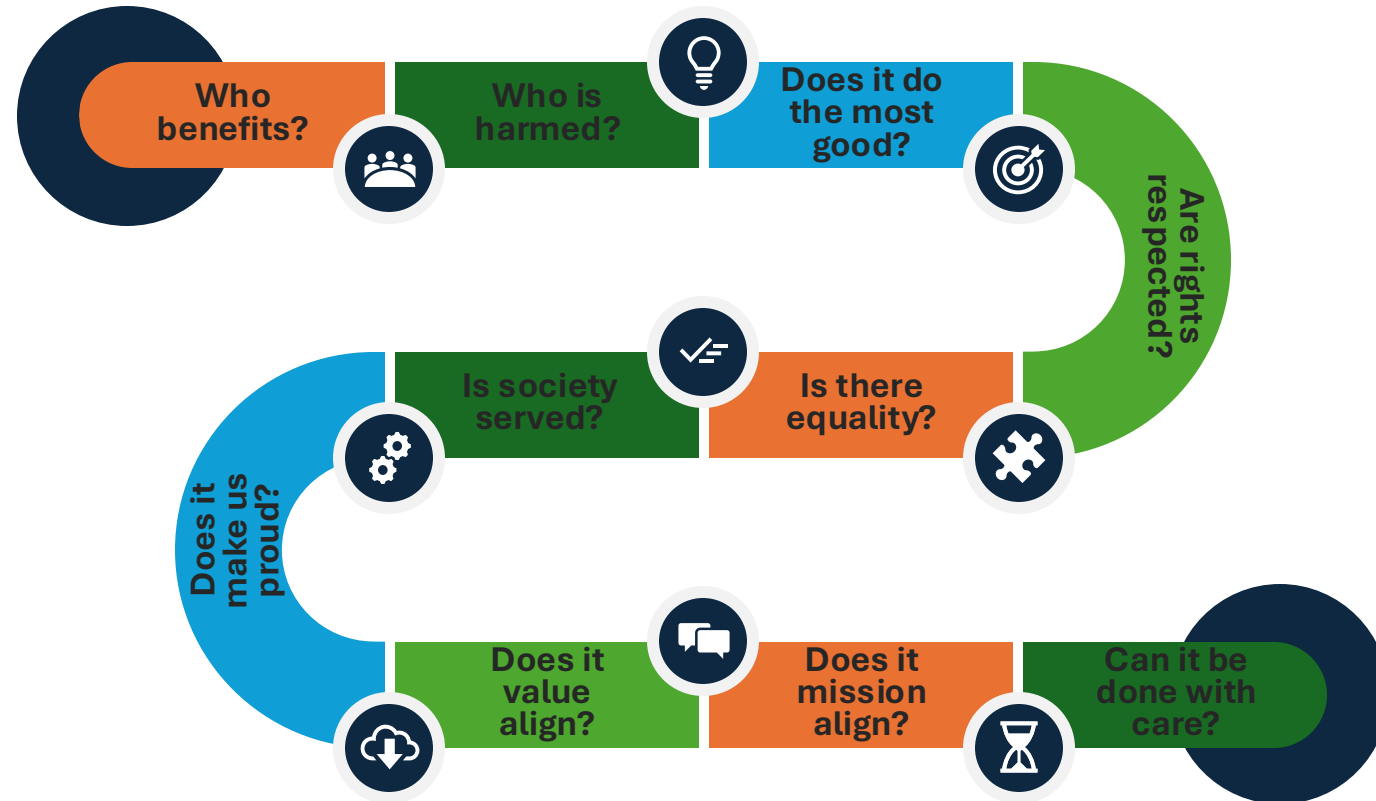 Who
benefits?
Who is
harmed?
Does it do
the most
good?
Are rights
respected?
Is there
equality?
Is society
served?
Does it
make us
proud?
Does it
value
align?
Does it
mission
align?
Can it be
done with
care?